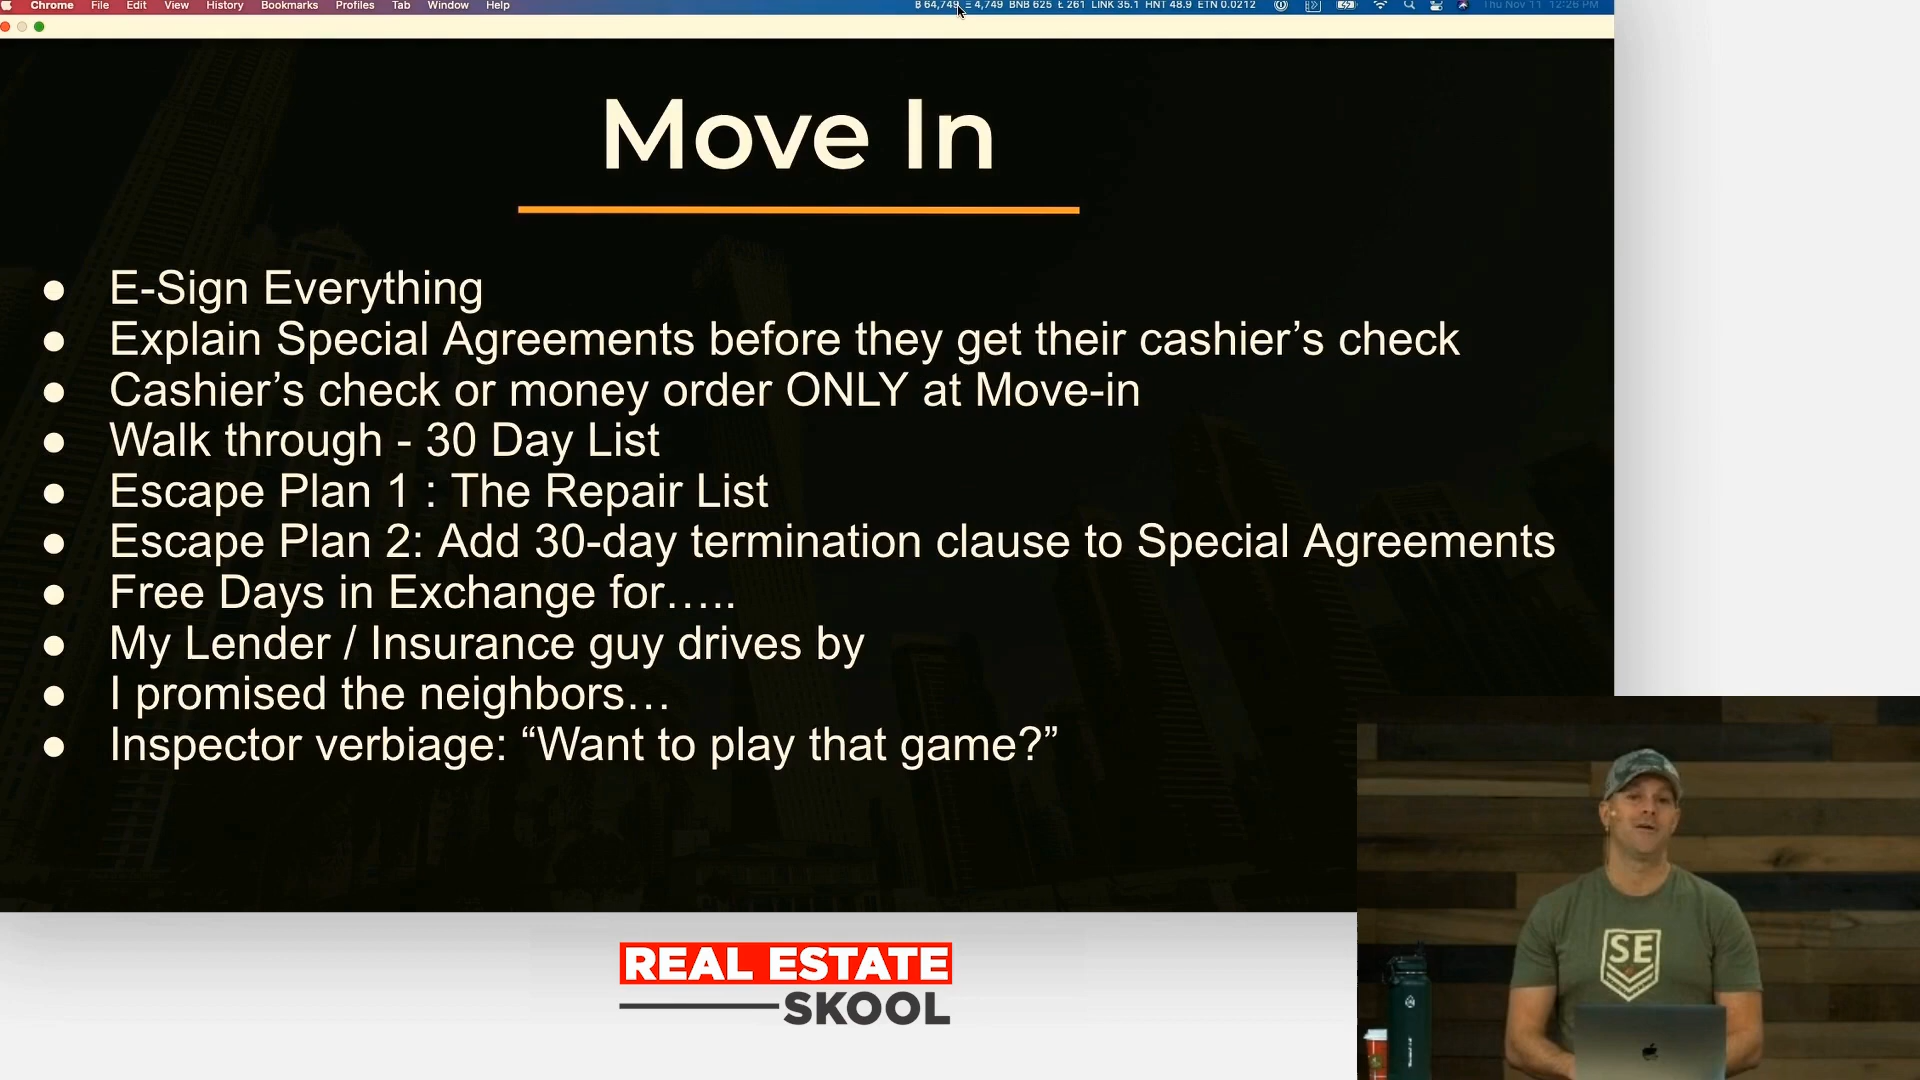 Chrome File Edit View History Bookmarks Profiles Tab Window Help
₿ 64,749 Ξ 4,749 BNB 625 Ł 261 LINK 35.1 HNT 48.9 ETN 0.0212 Thu Nov 11 12:26 PM
Move In
● E-Sign Everything
● Explain Special Agreements before they get their cashier’s check
● Cashier’s check or money order ONLY at Move-in
● Walk through - 30 Day List
● Escape Plan 1 : The Repair List
● Escape Plan 2: Add 30-day termination clause to Special Agreements
● Free Days in Exchange for…..
● My Lender / Insurance guy drives by
● I promised the neighbors…
● Inspector verbiage: “Want to play that game?”
SE
REAL ESTATE
SKOOL